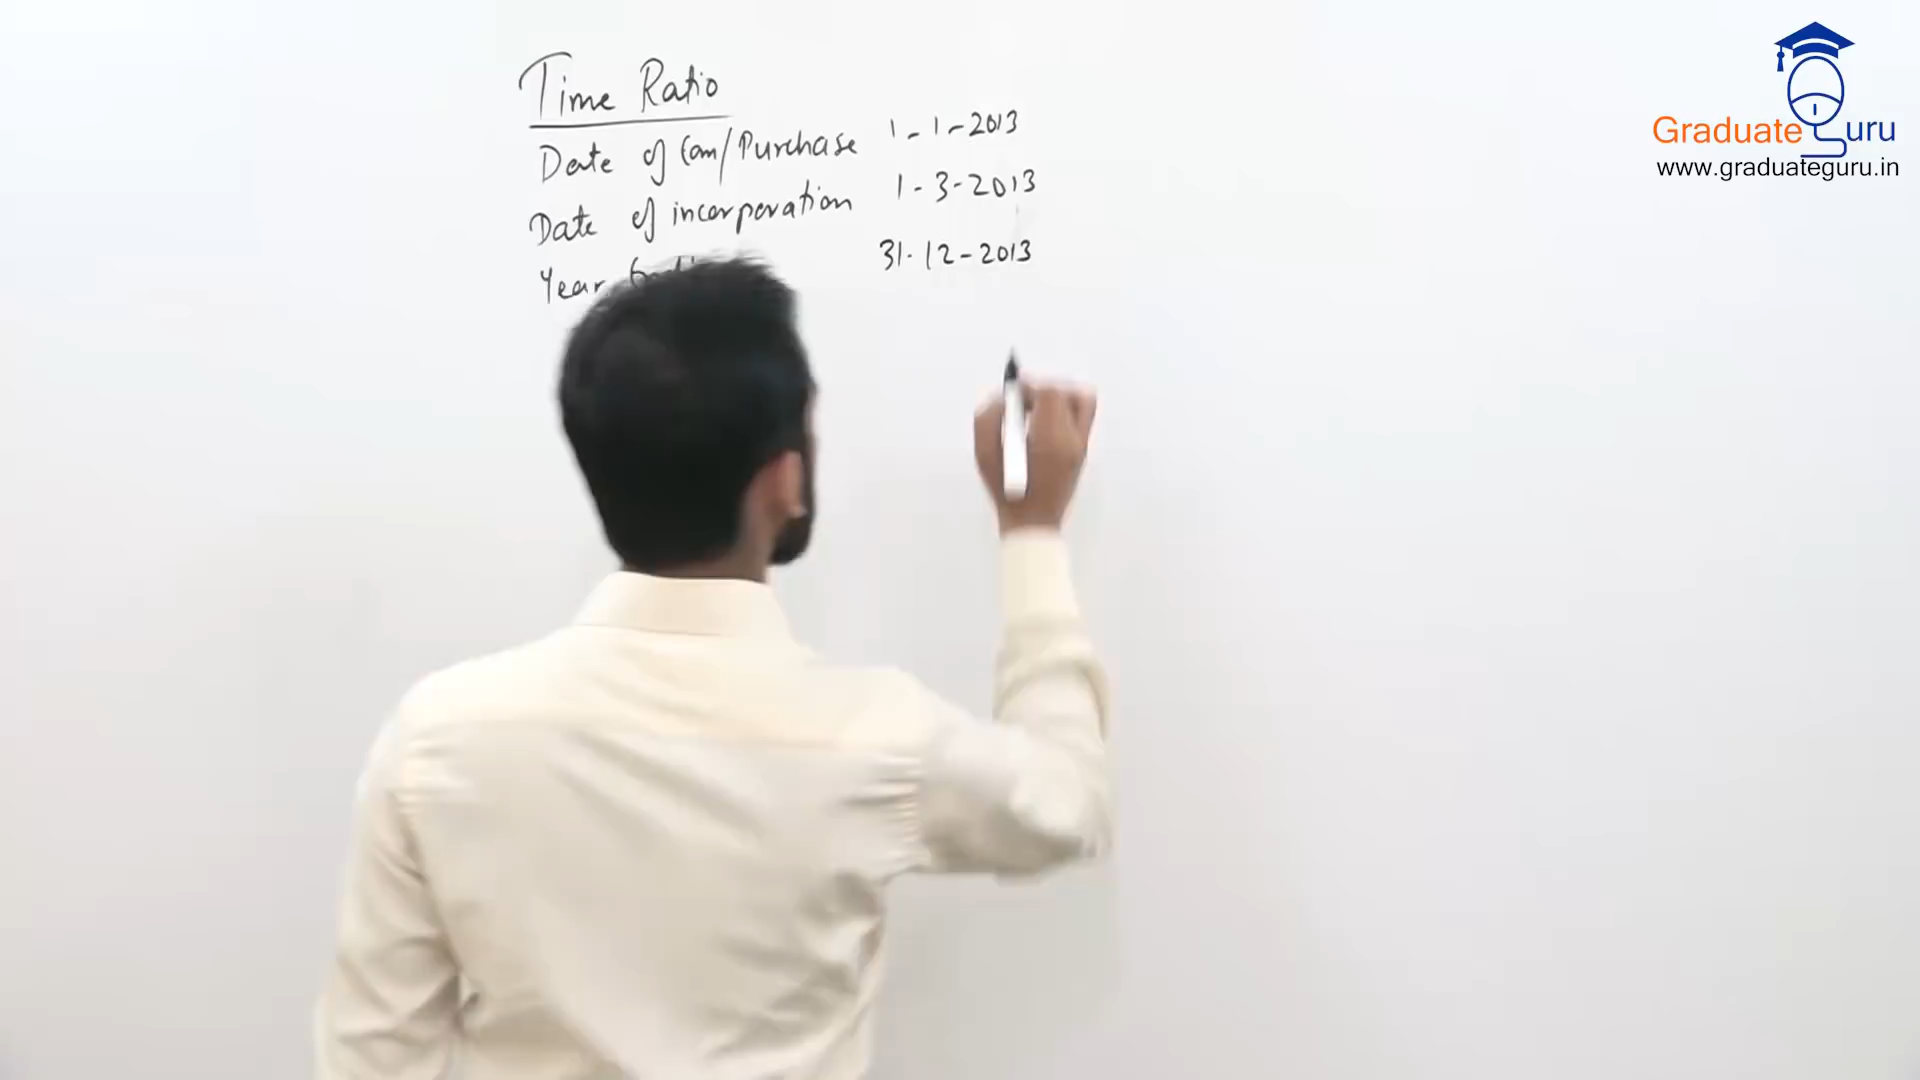 Time Ratio
Date of Com/Purchase 1-1-2013
Date of incorporation 1-3-2013
Year 31-12-2013
Graduate Guru
www.graduateguru.in